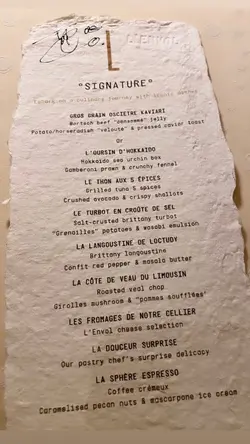 L
L'ENVOL
"SIGNATURE"
GROS GRAIN OSCIETRE KAVIARI
Bortsch beef "consommé" jelly
Potato/horseradish "velouté" & pressed caviar toast
Or
L'OURSIN D'HOKKAIDO
Hokkaido sea urchin box
Gamberoni prawn & crunchy fennel
LE THON AUX 5 ÉPICES
Grilled tuna 5 spices
Crushed avocado & crispy shallots
LE TURBOT EN CROÛTE DE SEL
Salt-crusted brittany turbot
"Grenailles" potatoes & wasabi emulsion
LA LANGOUSTINE DE LOCTUDY
Brittany langoustine
Confit red pepper & masala butter
LA CÔTE DE VEAU DU LIMOUSIN
Roasted veal chop
Girolles mushroom & "pommes soufflées"
LES FROMAGES DE NOTRE CELLIER
L'Envol cheese selection
LA DOUCEUR SURPRISE
Our pastry chef's surprise delicacy
LA SPHÈRE ESPRESSO
Coffee crémeux
Caramelised pecan nuts & mascarpone ice cream